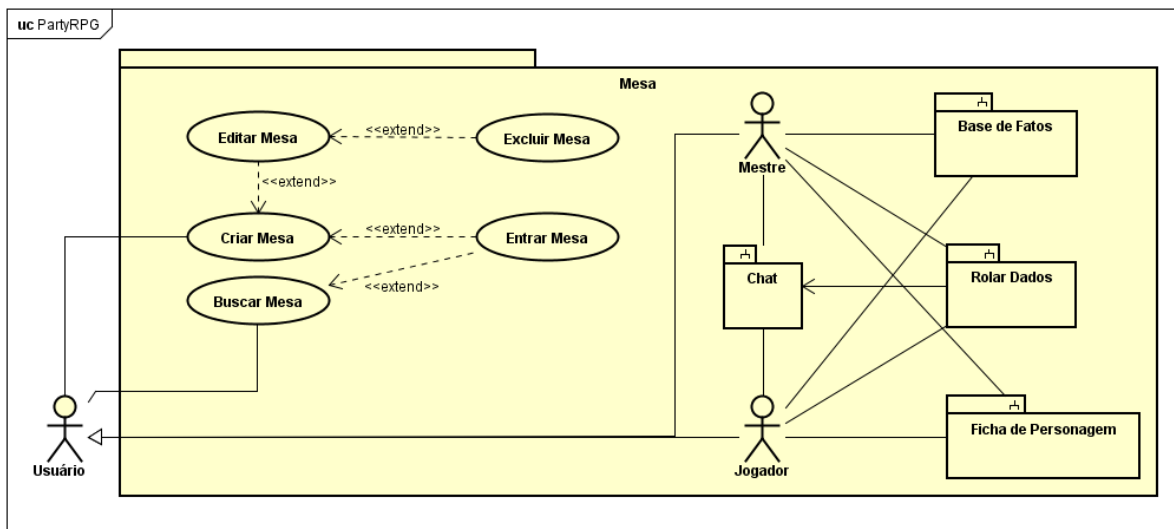 uc PartyRPG
Mesa
Editar Mesa
<<extend>>
Excluir Mesa
<<extend>>
Criar Mesa
<<extend>>
Entrar Mesa
Buscar Mesa
<<extend>>
Usuário
Mestre
Base de Fatos
Chat
Rolar Dados
Jogador
Ficha de Personagem